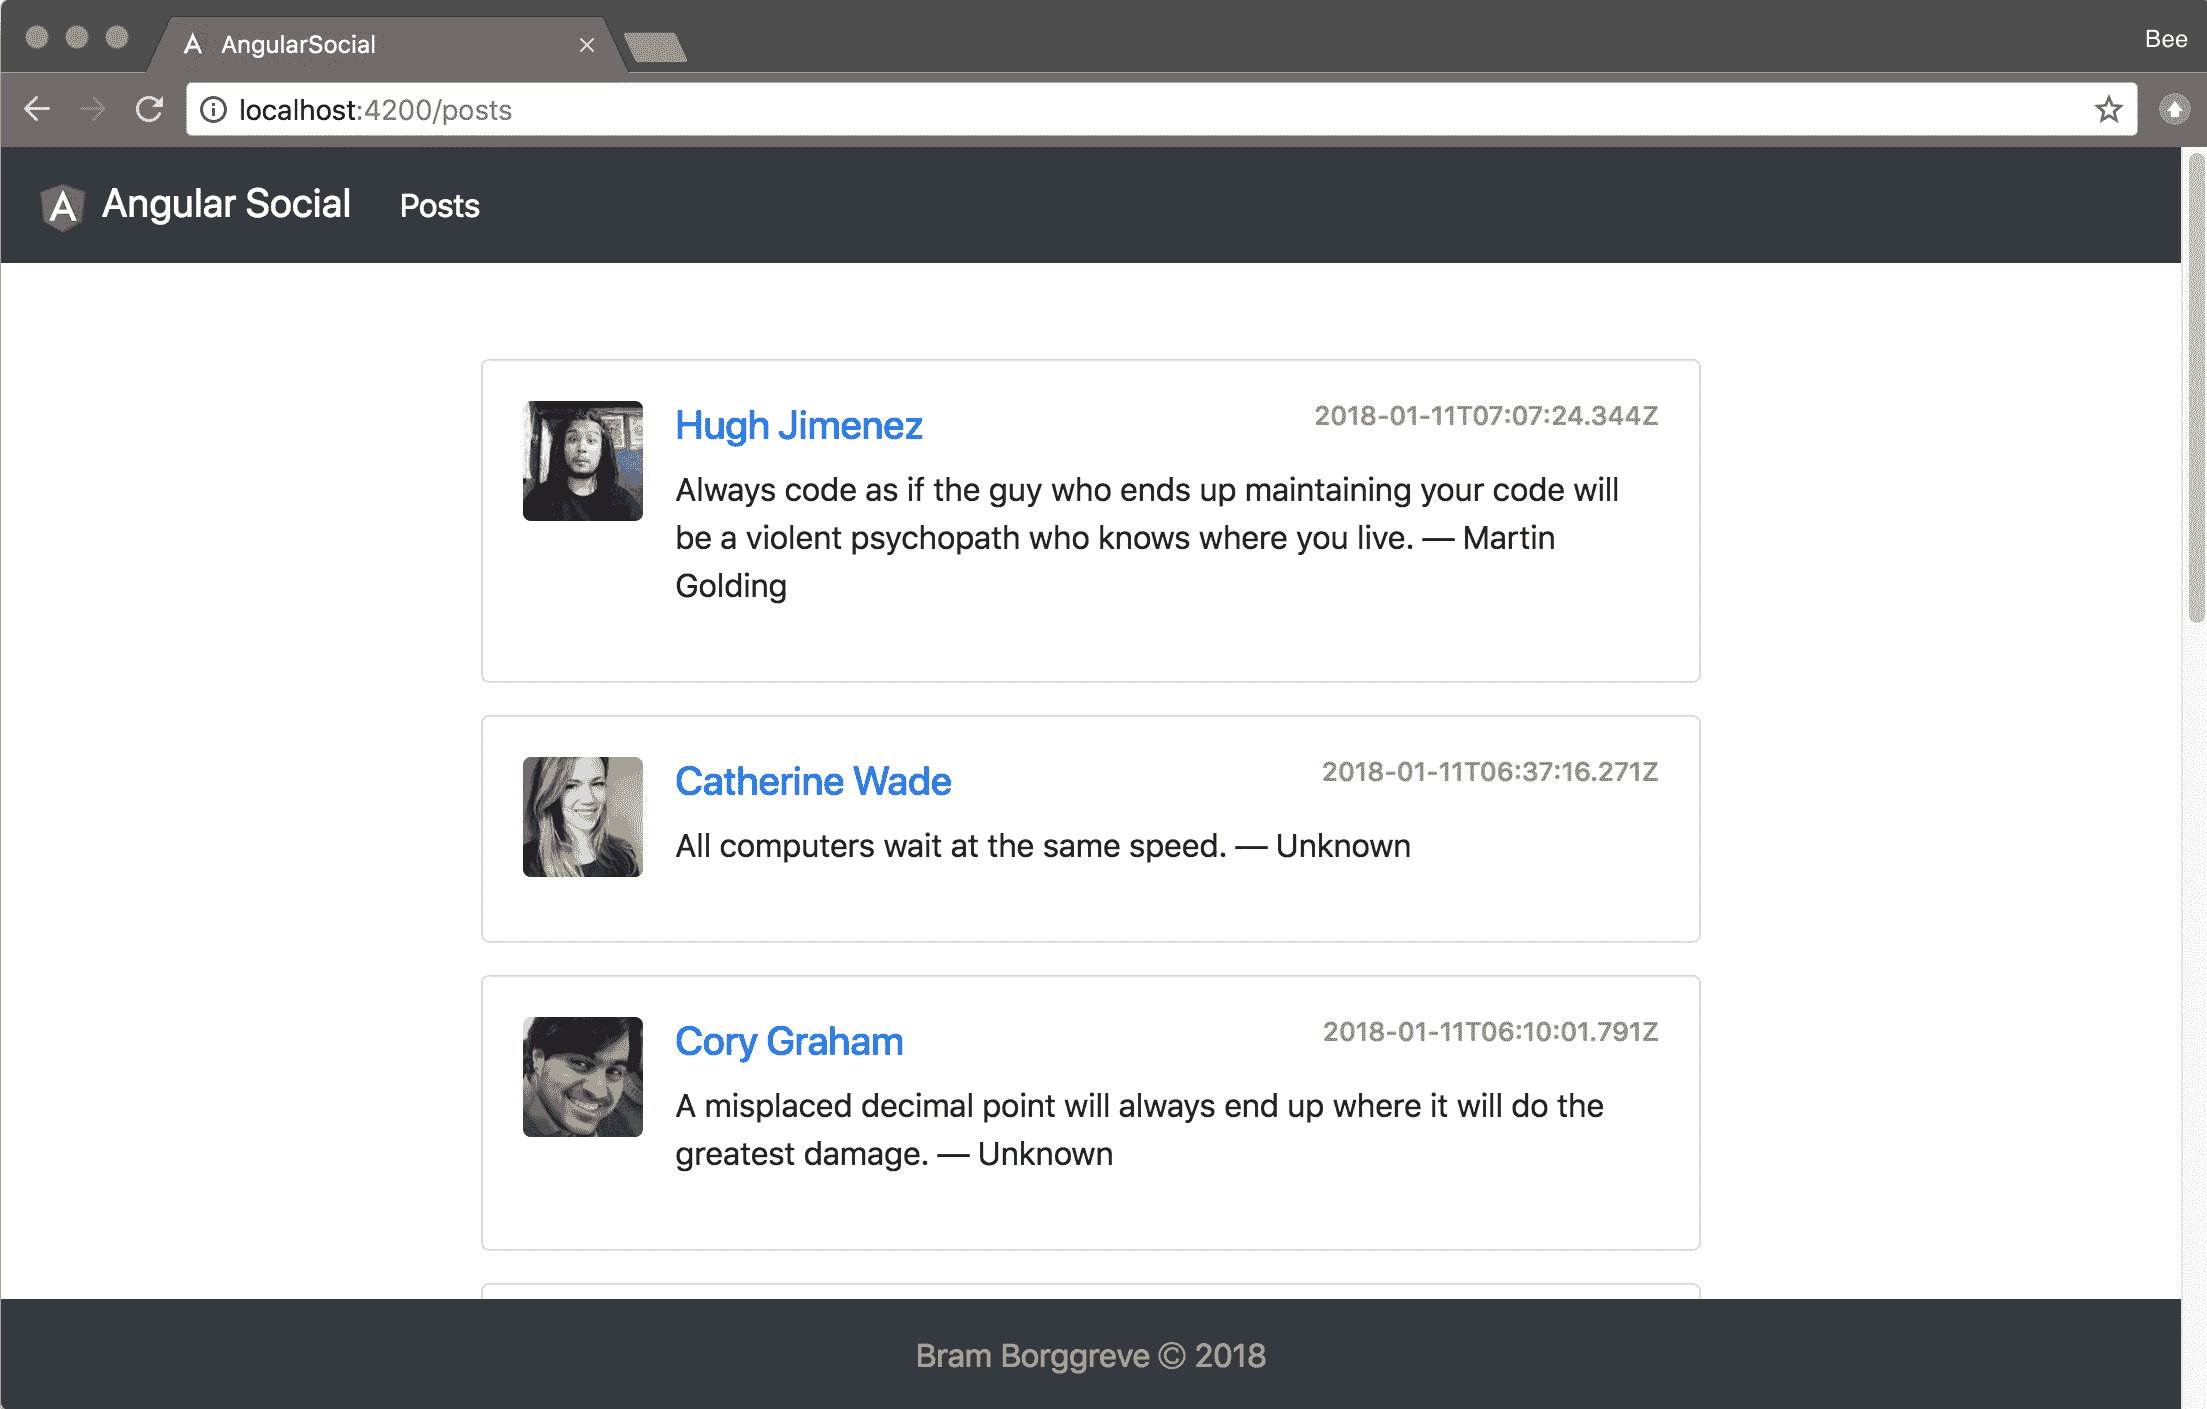 AngularSocial
Bee
localhost:4200/posts
Angular Social Posts
Hugh Jimenez
2018-01-11T07:07:24.344Z
Always code as if the guy who ends up maintaining your code will
be a violent psychopath who knows where you live. — Martin
Golding
Catherine Wade
2018-01-11T06:37:16.271Z
All computers wait at the same speed. — Unknown
Cory Graham
2018-01-11T06:10:01.791Z
A misplaced decimal point will always end up where it will do the
greatest damage. — Unknown
Bram Borggreve © 2018